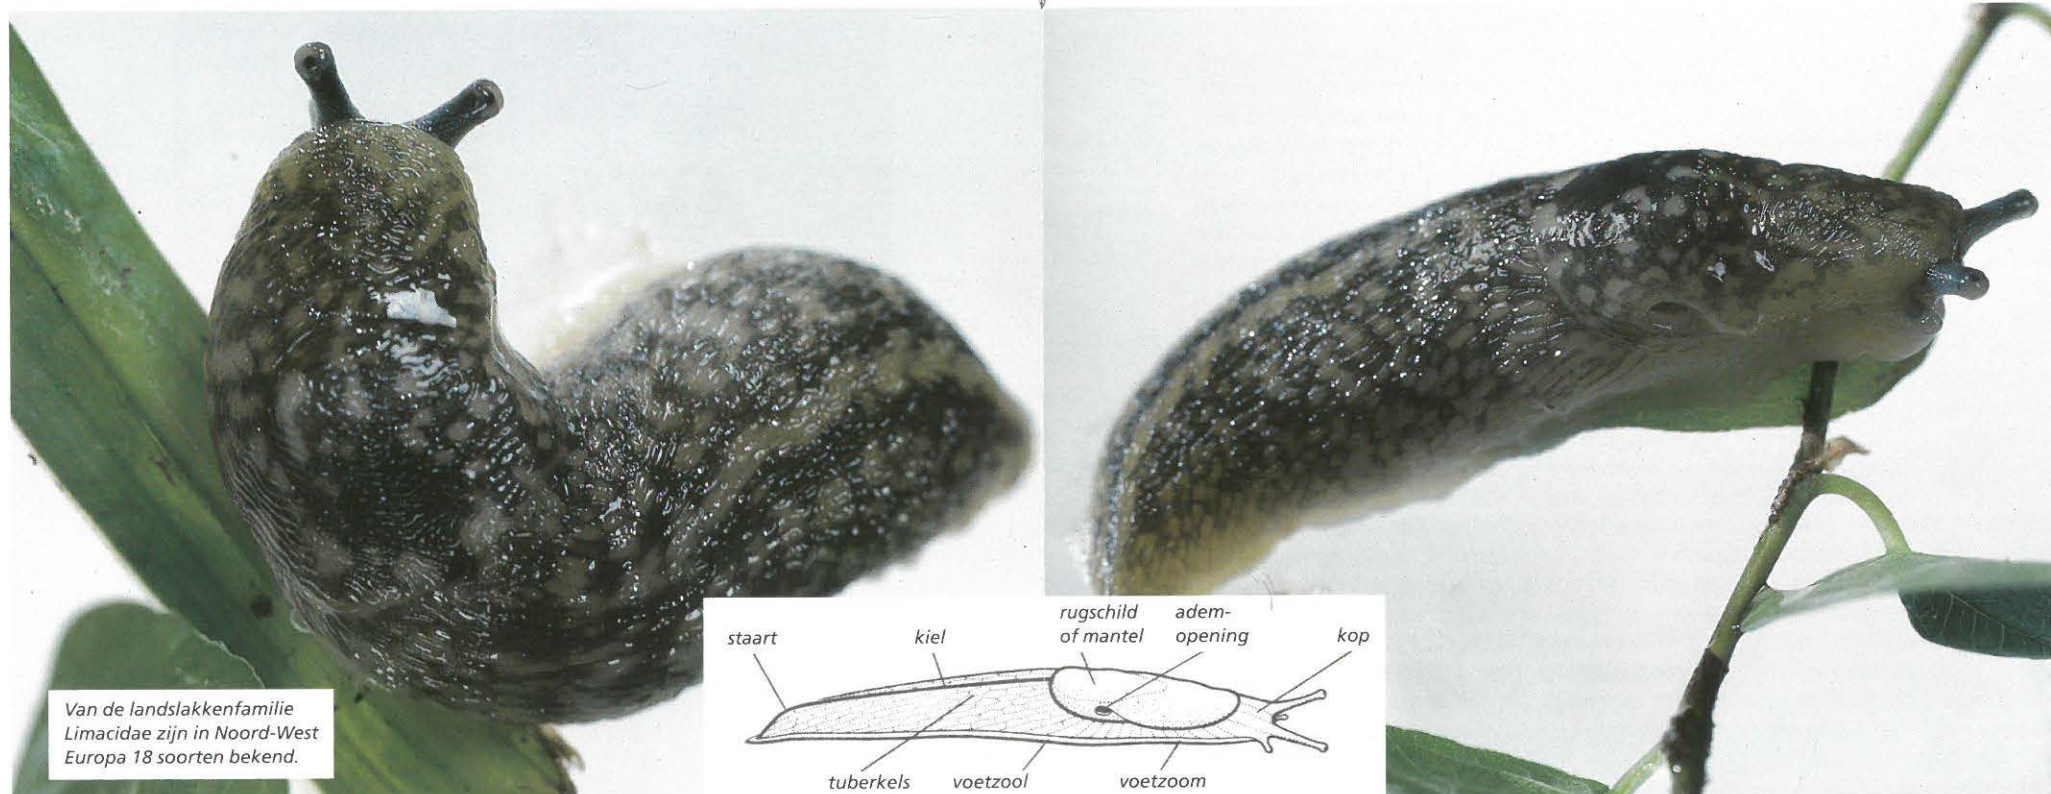 Van de landslakkenfamilie
Limacidae zijn in Noord-West
Europa 18 soorten bekend.
staart
kiel
rugschild
of mantel
adem-
opening
kop
tuberkels
voetzool
voetzoom